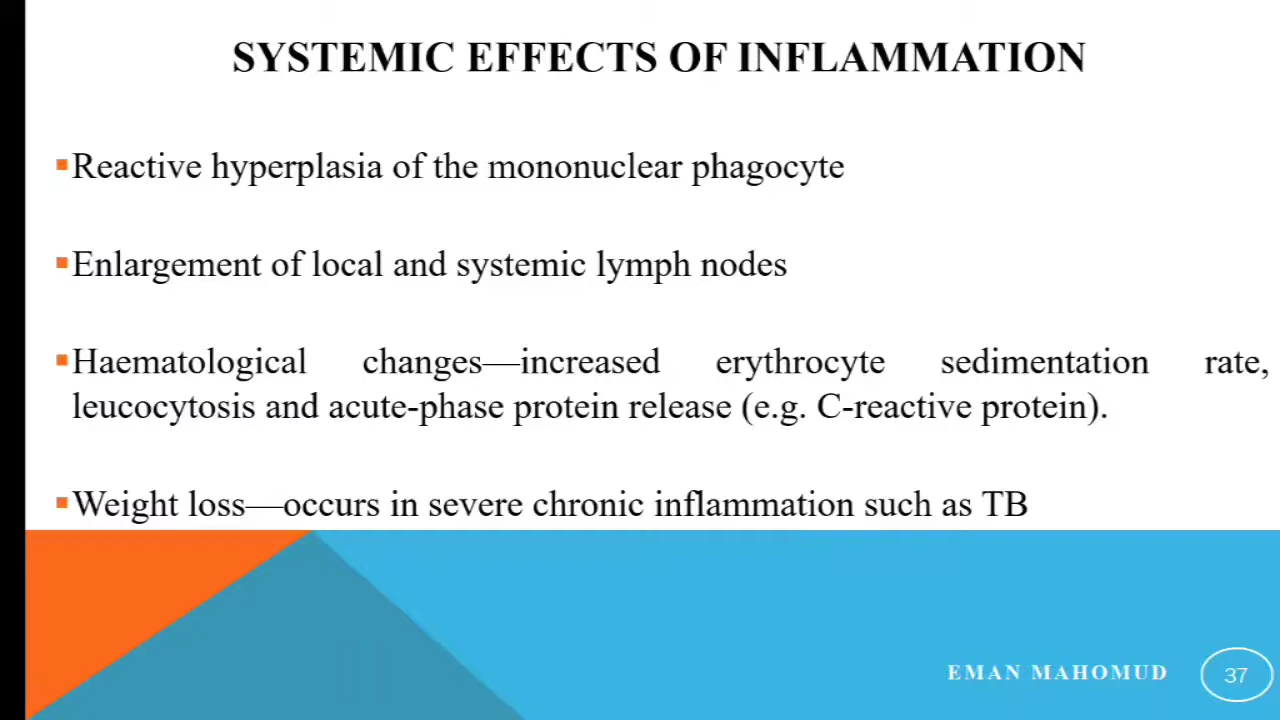 SYSTEMIC EFFECTS OF INFLAMMATION
Reactive hyperplasia of the mononuclear phagocyte
Enlargement of local and systemic lymph nodes
Haematological changes—increased erythrocyte sedimentation rate,
leucocytosis and acute-phase protein release (e.g. C-reactive protein).
Weight loss—occurs in severe chronic inflammation such as TB
EMAN MAHOMUD
37